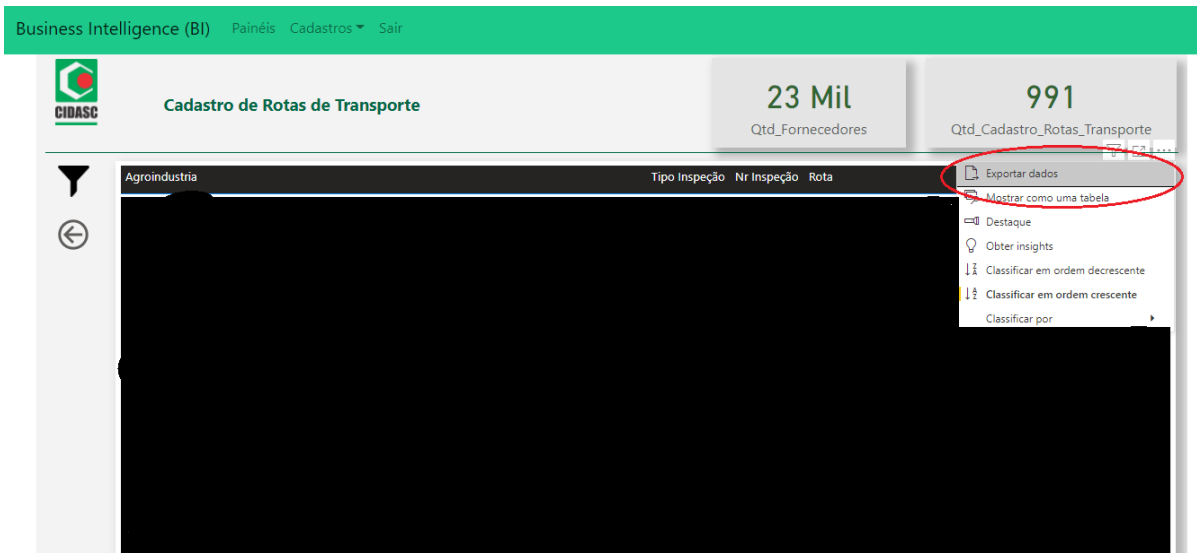 Business Intelligence (BI) Painéis Cadastros Sair
CIDASC
Cadastro de Rotas de Transporte
23 Mil
Qtd_Fornecedores
991
Qtd_Cadastro_Rotas_Transporte
Agroindustria Tipo Inspeção Nr Inspeção Rota
Exportar dados
Mostrar como uma tabela
Destaque
Obter insights
Classificar em ordem decrescente
Classificar em ordem crescente
Classificar por